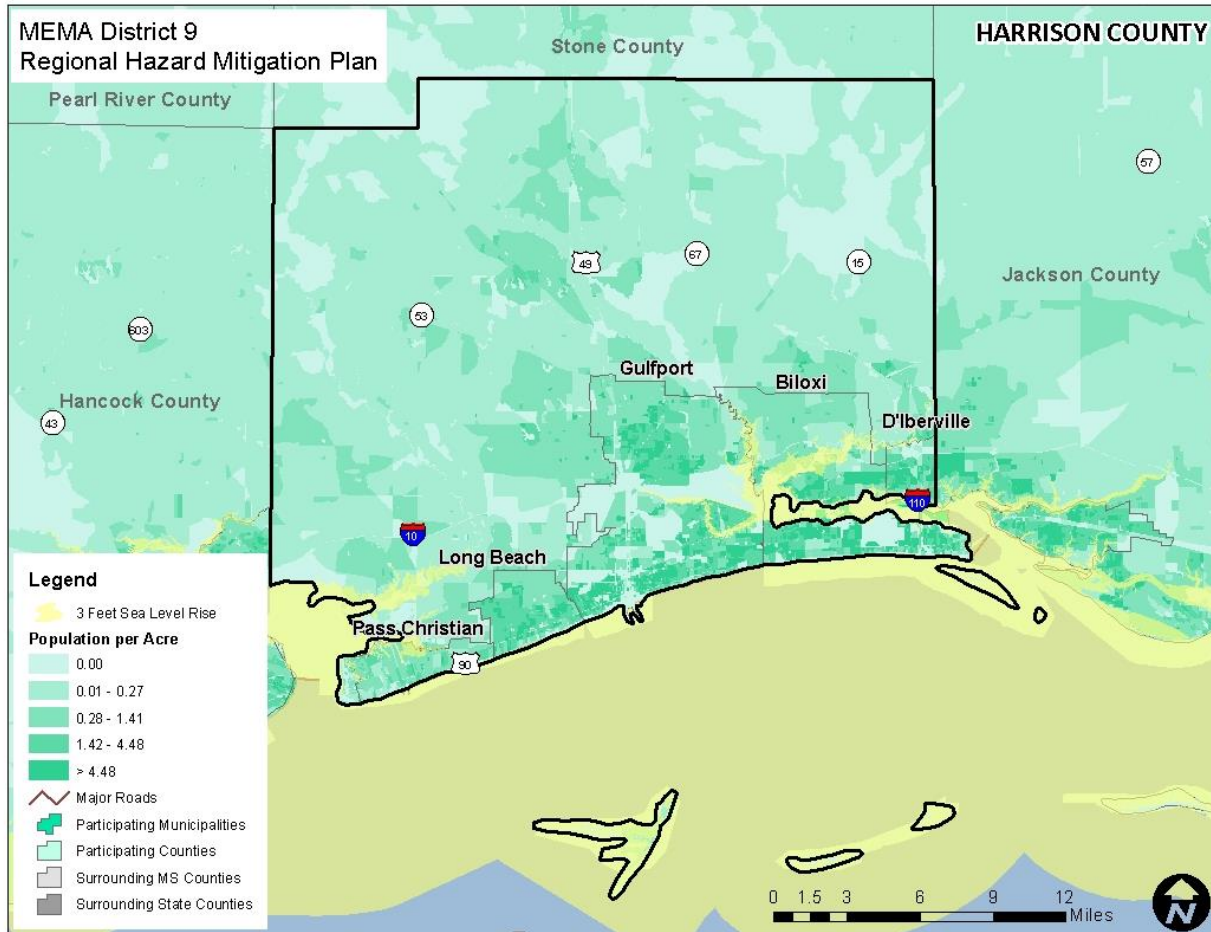 MEMA District 9
Regional Hazard Mitigation Plan
HARRISON COUNTY
Stone County
Pearl River County
57
49
67
15
Jackson County
53
603
Gulfport
Biloxi
Hancock County
43
D'Iberville
110
10
Long Beach
Pass Christian
90
Legend
3 Feet Sea Level Rise
Population per Acre
0.00
0.01 - 0.27
0.28 - 1.41
1.42 - 4.48
> 4.48
Major Roads
Participating Municipalities
Participating Counties
Surrounding MS Counties
Surrounding State Counties
0 1.5 3 6 9 12
Miles
N